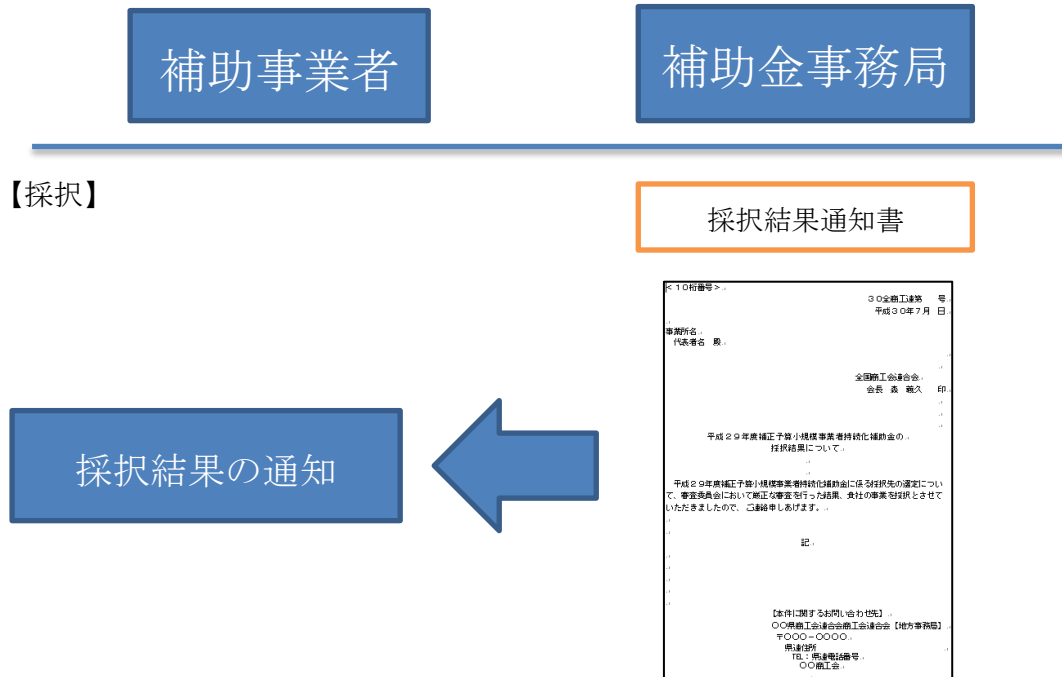 補助事業者
補助金事務局
【採択】
採択結果通知書
<10桁番号>
30全商工連第 号
平成30年7月 日
事業所名
代表者名 殿
全国商工会連合会
会長 森 義久 印
平成29年度補正予算小規模事業者持続化補助金の
採択結果について
平成29年度補正予算小規模事業者持続化補助金に係る採択先の選定につい
て、審査委員会において厳正な審査を行った結果、貴社の事業を採択とさせて
いただきましたので、ご連絡申しあげます。
採択結果の通知
記
【本件に関するお問い合わせ先】
〇〇県商工会連合会商工会連合会【地方事務局】
〒〇〇〇-〇〇〇〇
県連住所
TEL:県連電話番号
〇〇商工会